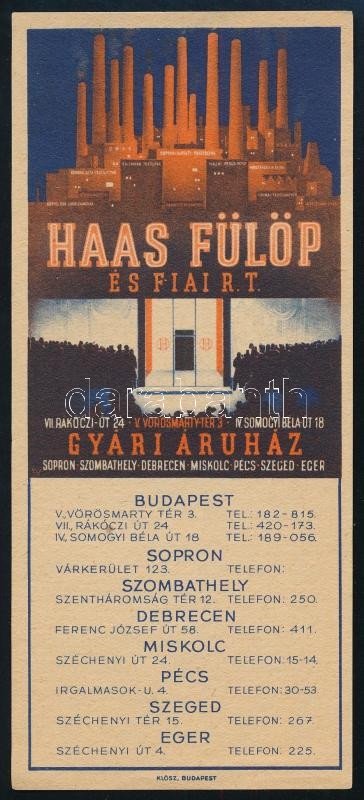 HAAS FÜLÖP
ÉS FIAI R.T.
H H
darabanth
VII. RÁKÓCZI-ÚT 24 - V. VÖRÖSMARTY-TÉR 3 - IV. SOMOGYI BÉLA ÚT 18
GYÁRI ÁRUHÁZ
SOPRON · SZOMBATHELY · DEBRECEN · MISKOLC · PÉCS · SZEGED · EGER
BUDAPEST
V., VÖRÖSMARTY TÉR 3. TEL: 182-815.
VII., RÁKÓCZI ÚT 24 TEL: 420-173.
IV., SOMOGYI BÉLA ÚT 18 TEL: 189-056.
SOPRON
VÁRKERÜLET 123. TELEFON:
SZOMBATHELY
SZENTHÁROMSÁG TÉR 12. TELEFON: 250.
DEBRECEN
FERENC JÓZSEF ÚT 58. TELEFON: 411.
MISKOLC
SZÉCHENYI ÚT 24. TELEFON: 15-14.
PÉCS
IRGALMASOK-U. 4. TELEFON: 30-53.
SZEGED
SZÉCHENYI TÉR 15. TELEFON: 267.
EGER
SZÉCHENYI ÚT 4. TELEFON: 225.
KLŐSZ, BUDAPEST